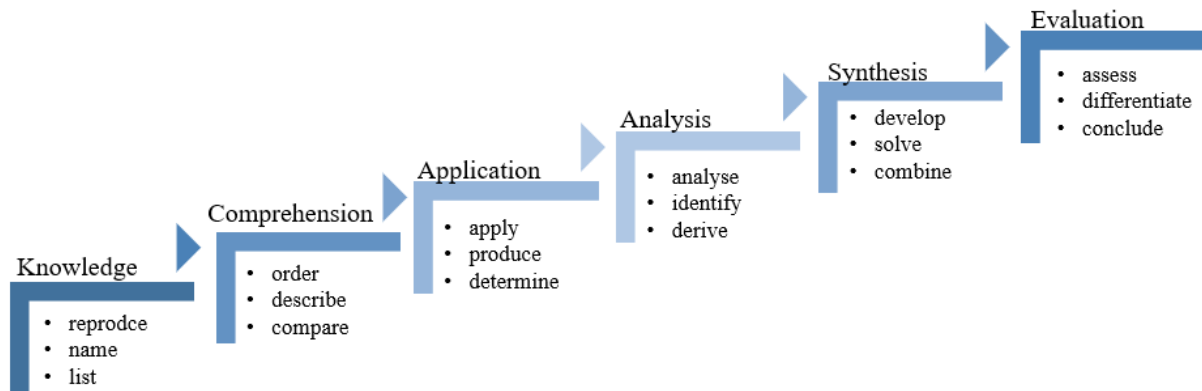 Knowledge
• reprodce
• name
• list
Comprehension
• order
• describe
• compare
Application
• apply
• produce
• determine
Analysis
• analyse
• identify
• derive
Synthesis
• develop
• solve
• combine
Evaluation
• assess
• differentiate
• conclude